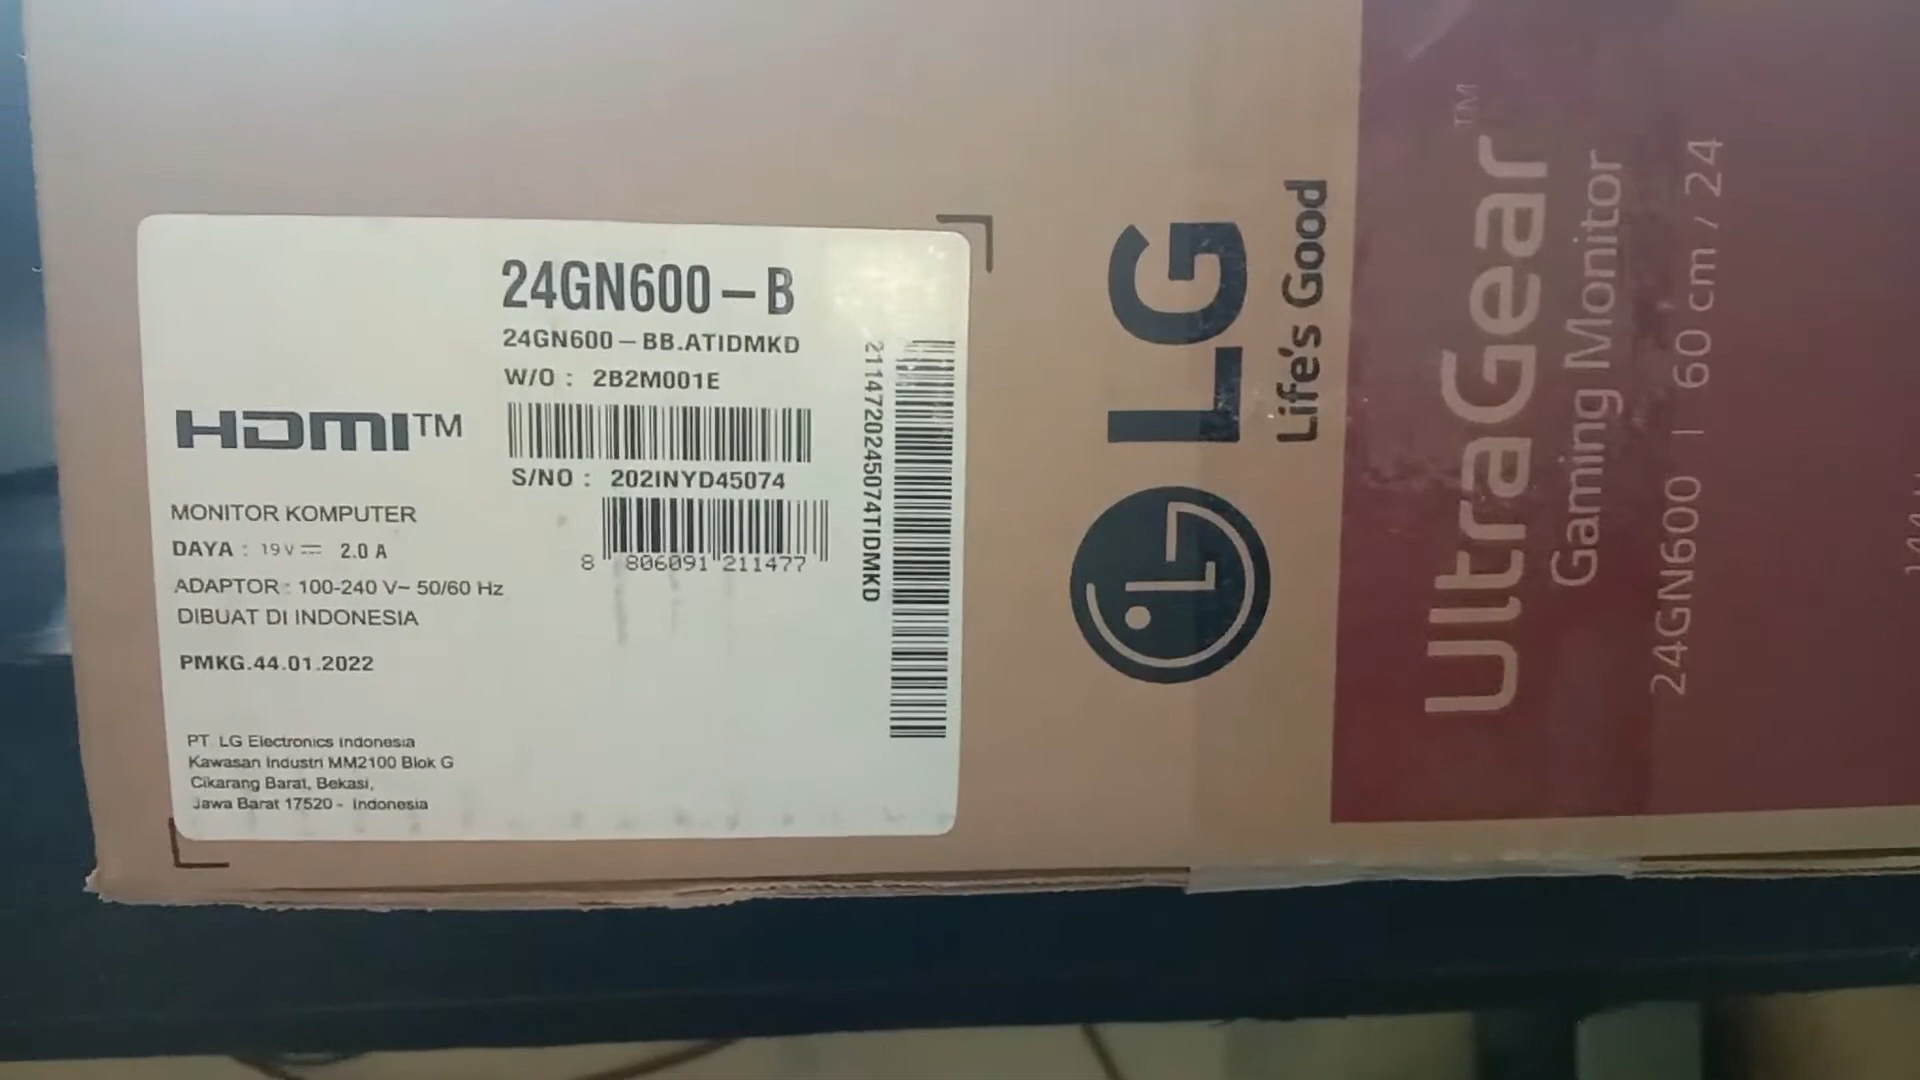 24GN600-B
24GN600-BB.ATIDMKD
W/O : 2B2M001E
HDMI™
S/NO : 202INYD45074
8 806091 211477
2114720245074TIDMKD
MONITOR KOMPUTER
DAYA : 19 V⎓ 2.0 A
ADAPTOR : 100-240 V~ 50/60 Hz
DIBUAT DI INDONESIA
PMKG.44.01.2022
PT. LG Electronics Indonesia
Kawasan Industri MM2100 Blok G
Cikarang Barat, Bekasi,
Jawa Barat 17520 - Indonesia
LG
Life's Good
UltraGear™
Gaming Monitor
24GN600 | 60 cm / 24